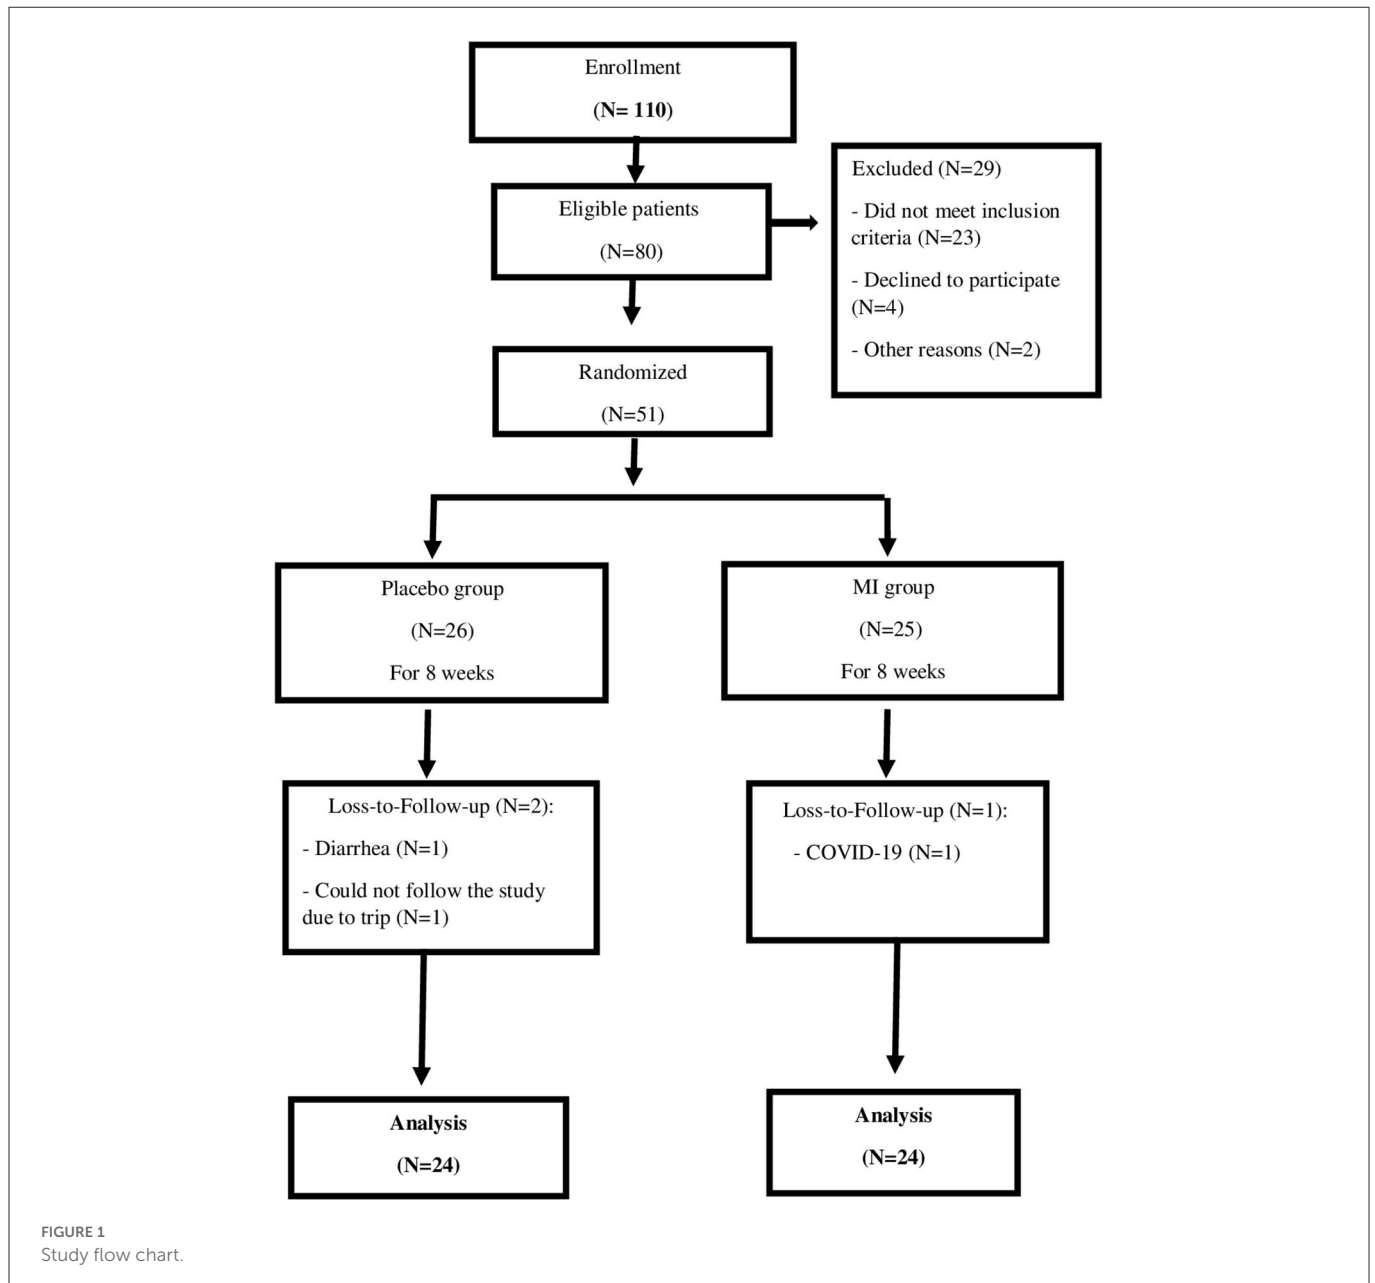 Enrollment
(N= 110)
Eligible patients
(N=80)
Excluded (N=29)
- Did not meet inclusion
criteria (N=23)
- Declined to participate
(N=4)
- Other reasons (N=2)
Randomized
(N=51)
Placebo group
(N=26)
For 8 weeks
MI group
(N=25)
For 8 weeks
Loss-to-Follow-up (N=2):
- Diarrhea (N=1)
- Could not follow the study
due to trip (N=1)
Loss-to-Follow-up (N=1):
- COVID-19 (N=1)
Analysis
(N=24)
Analysis
(N=24)
FIGURE 1
Study flow chart.